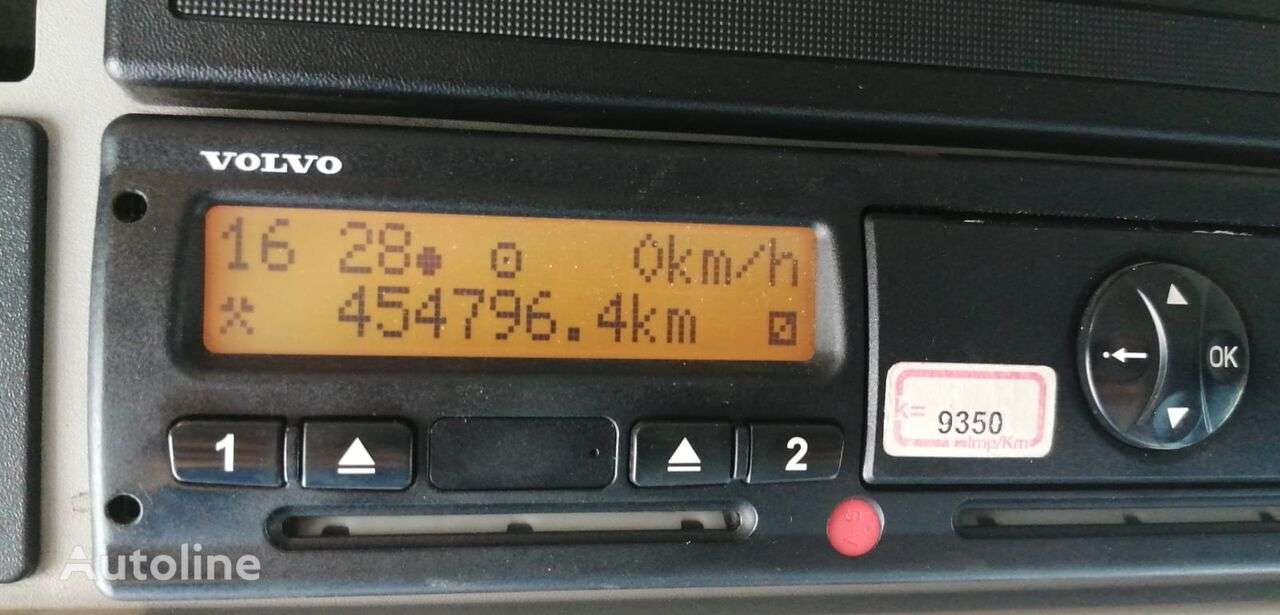 VOLVO
16 28 0km/h
454796.4km
1 2
OK
k=
9350
Imp/Km
Autoline